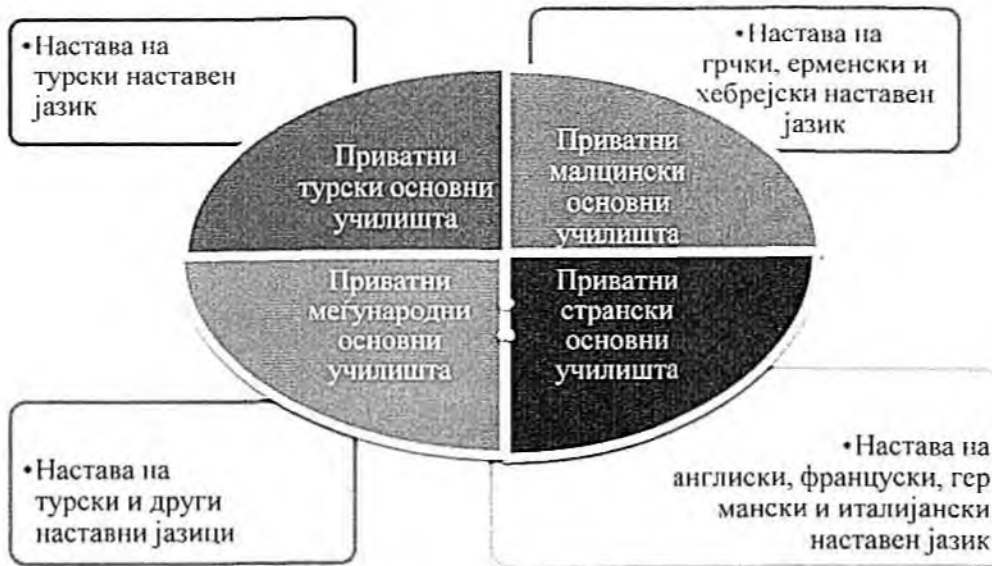 •Настава на
турски наставен
јазик
•Настава на
грчки, ерменски и
хебрејски наставен
јазик
Приватни
турски основни
училишта
Приватни
малцински
основни
училишта
Приватни
меѓународни
основни
училишта
Приватни
странски
основни
училишта
•Настава на
турски и други
наставни јазици
•Настава на
англиски, француски, гер
мански и италијански
наставен јазик